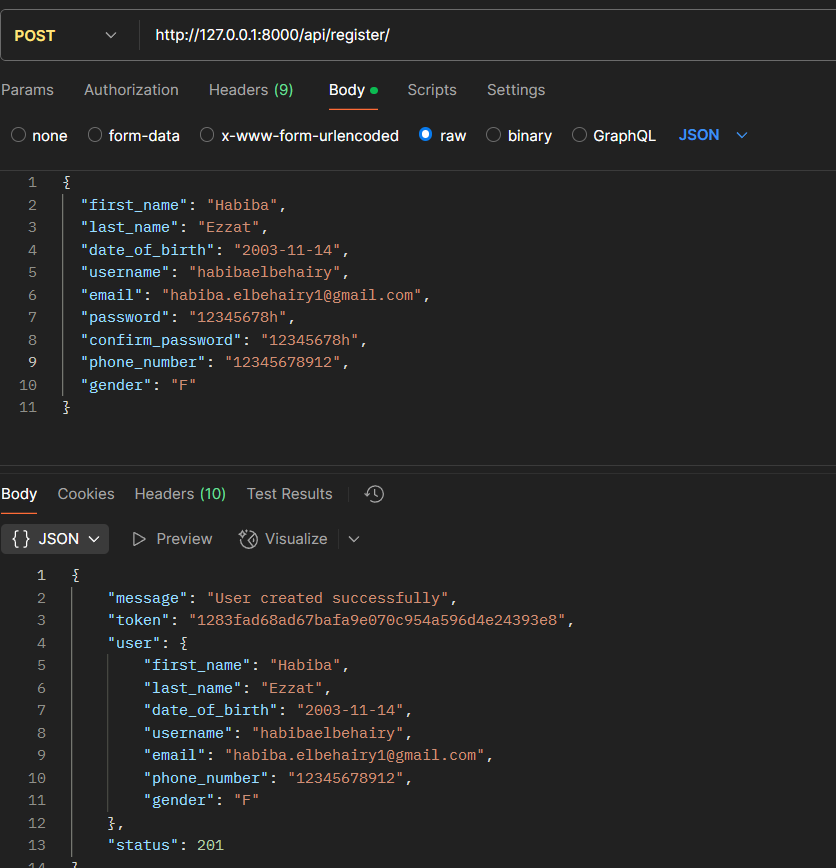 POST http://127.0.0.1:8000/api/register/
Params Authorization Headers (9) Body Scripts Settings
none form-data x-www-form-urlencoded raw binary GraphQL JSON
1 {
2 "first_name": "Habiba",
3 "last_name": "Ezzat",
4 "date_of_birth": "2003-11-14",
5 "username": "habibaelbehairy",
6 "email": "habiba.elbehairy1@gmail.com",
7 "password": "12345678h",
8 "confirm_password": "12345678h",
9 "phone_number": "12345678912",
10 "gender": "F"
11 }
Body Cookies Headers (10) Test Results
{} JSON Preview Visualize
1 {
2 "message": "User created successfully",
3 "token": "1283fad68ad67bafa9e070c954a596d4e24393e8",
4 "user": {
5 "first_name": "Habiba",
6 "last_name": "Ezzat",
7 "date_of_birth": "2003-11-14",
8 "username": "habibaelbehairy",
9 "email": "habiba.elbehairy1@gmail.com",
10 "phone_number": "12345678912",
11 "gender": "F"
12 },
13 "status": 201
14 }